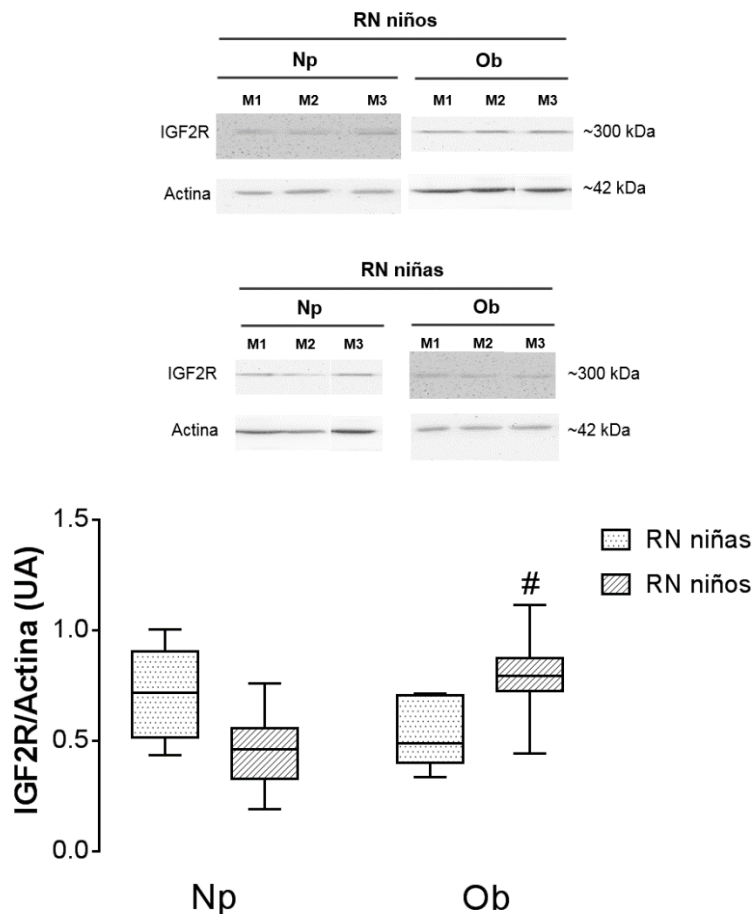 RN niños
Np Ob
M1 M2 M3 M1 M2 M3
IGF2R ~300 kDa
Actina ~42 kDa
RN niñas
Np Ob
M1 M2 M3 M1 M2 M3
IGF2R ~300 kDa
Actina ~42 kDa
IGF2R/Actina (UA)
1.5
1.0
0.5
0.0
#
RN niñas
RN niños
Np Ob